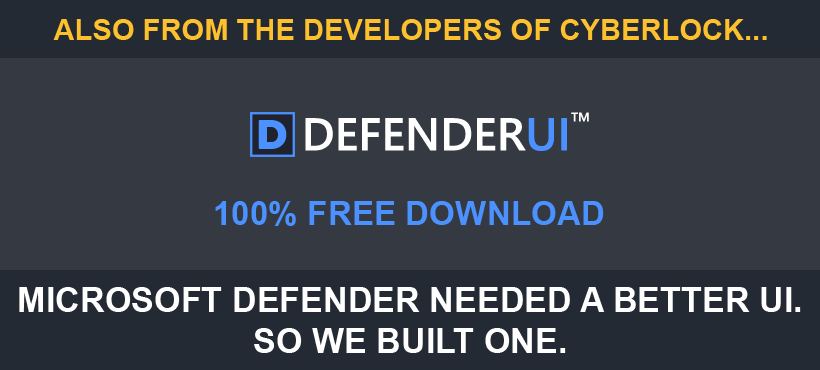 ALSO FROM THE DEVELOPERS OF CYBERLOCK...
D DEFENDERUI™
100% FREE DOWNLOAD
MICROSOFT DEFENDER NEEDED A BETTER UI.
SO WE BUILT ONE.